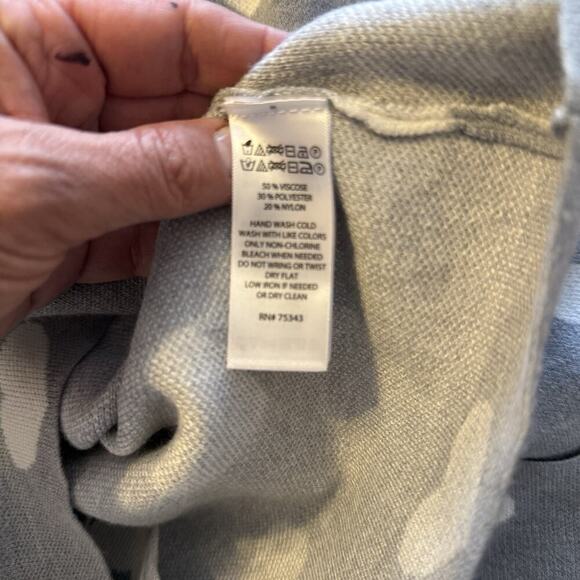 50 % VISCOSE
30 % POLYESTER
20 % NYLON
HAND WASH COLD
WASH WITH LIKE COLORS
ONLY NON-CHLORINE
BLEACH WHEN NEEDED
DO NOT WRING OR TWIST
DRY FLAT
LOW IRON IF NEEDED
OR DRY CLEAN
RN# 75343